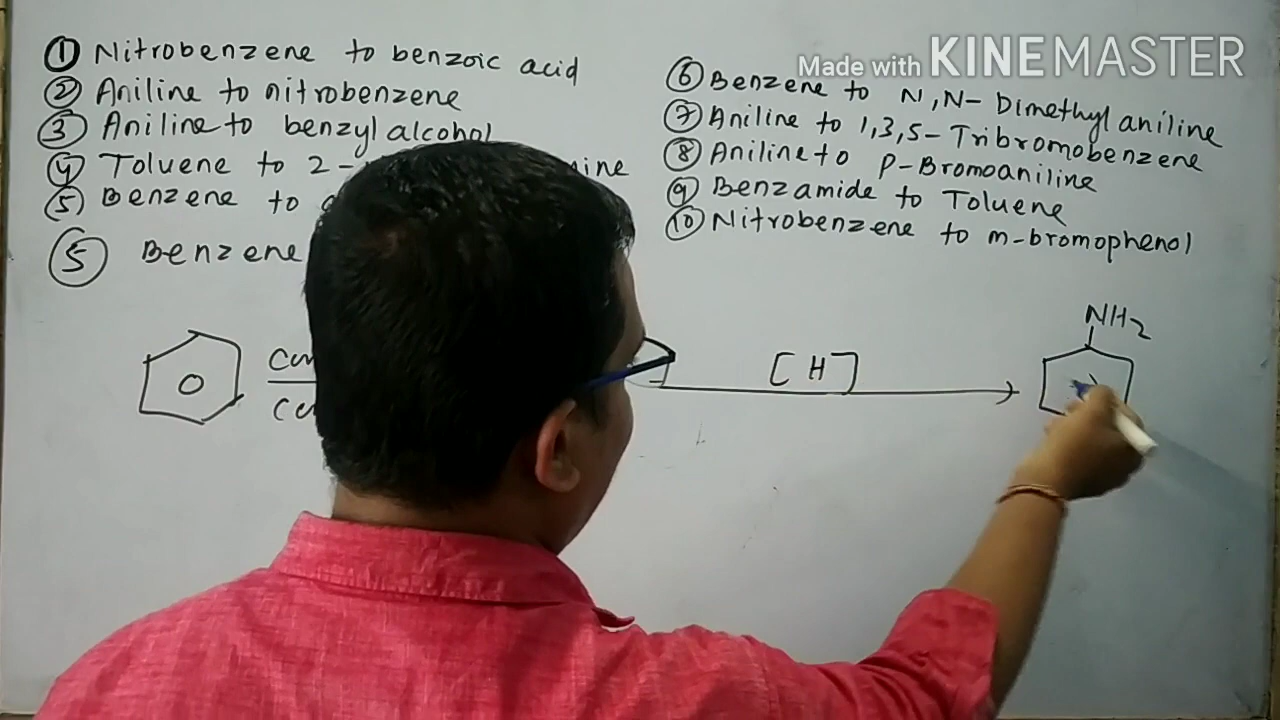 ① Nitrobenzene to benzoic acid
② Aniline to nitrobenzene
③ Aniline to benzyl alcohol
④ Toluene to 2-
⑤ Benzene to
⑤ Benzene
Made with KINEMASTER
⑥ Benzene to N,N-Dimethylaniline
⑦ Aniline to 1,3,5-Tribromobenzene
⑧ Aniline to P-Bromoaniline
⑨ Benzamide to Toluene
⑩ Nitrobenzene to m-bromophenol
[H]
NH2